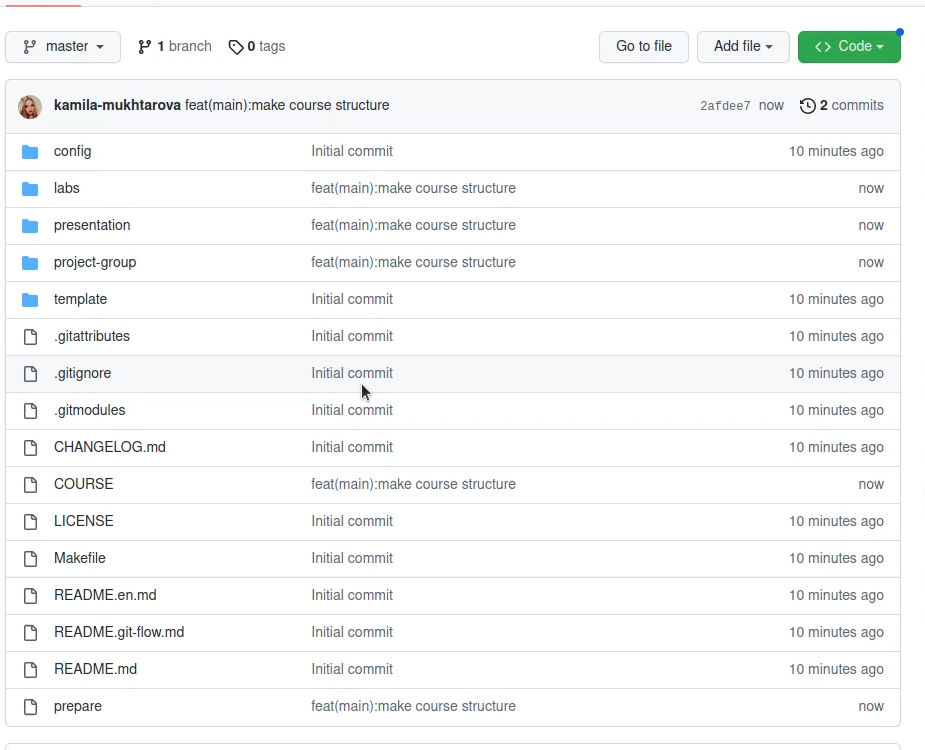 master 1 branch 0 tags Go to file Add file Code
kamila-mukhtarova feat(main):make course structure 2afdee7 now 2 commits
config Initial commit 10 minutes ago
labs feat(main):make course structure now
presentation feat(main):make course structure now
project-group feat(main):make course structure now
template Initial commit 10 minutes ago
.gitattributes Initial commit 10 minutes ago
.gitignore Initial commit 10 minutes ago
.gitmodules Initial commit 10 minutes ago
CHANGELOG.md Initial commit 10 minutes ago
COURSE feat(main):make course structure now
LICENSE Initial commit 10 minutes ago
Makefile Initial commit 10 minutes ago
README.en.md Initial commit 10 minutes ago
README.git-flow.md Initial commit 10 minutes ago
README.md Initial commit 10 minutes ago
prepare feat(main):make course structure now